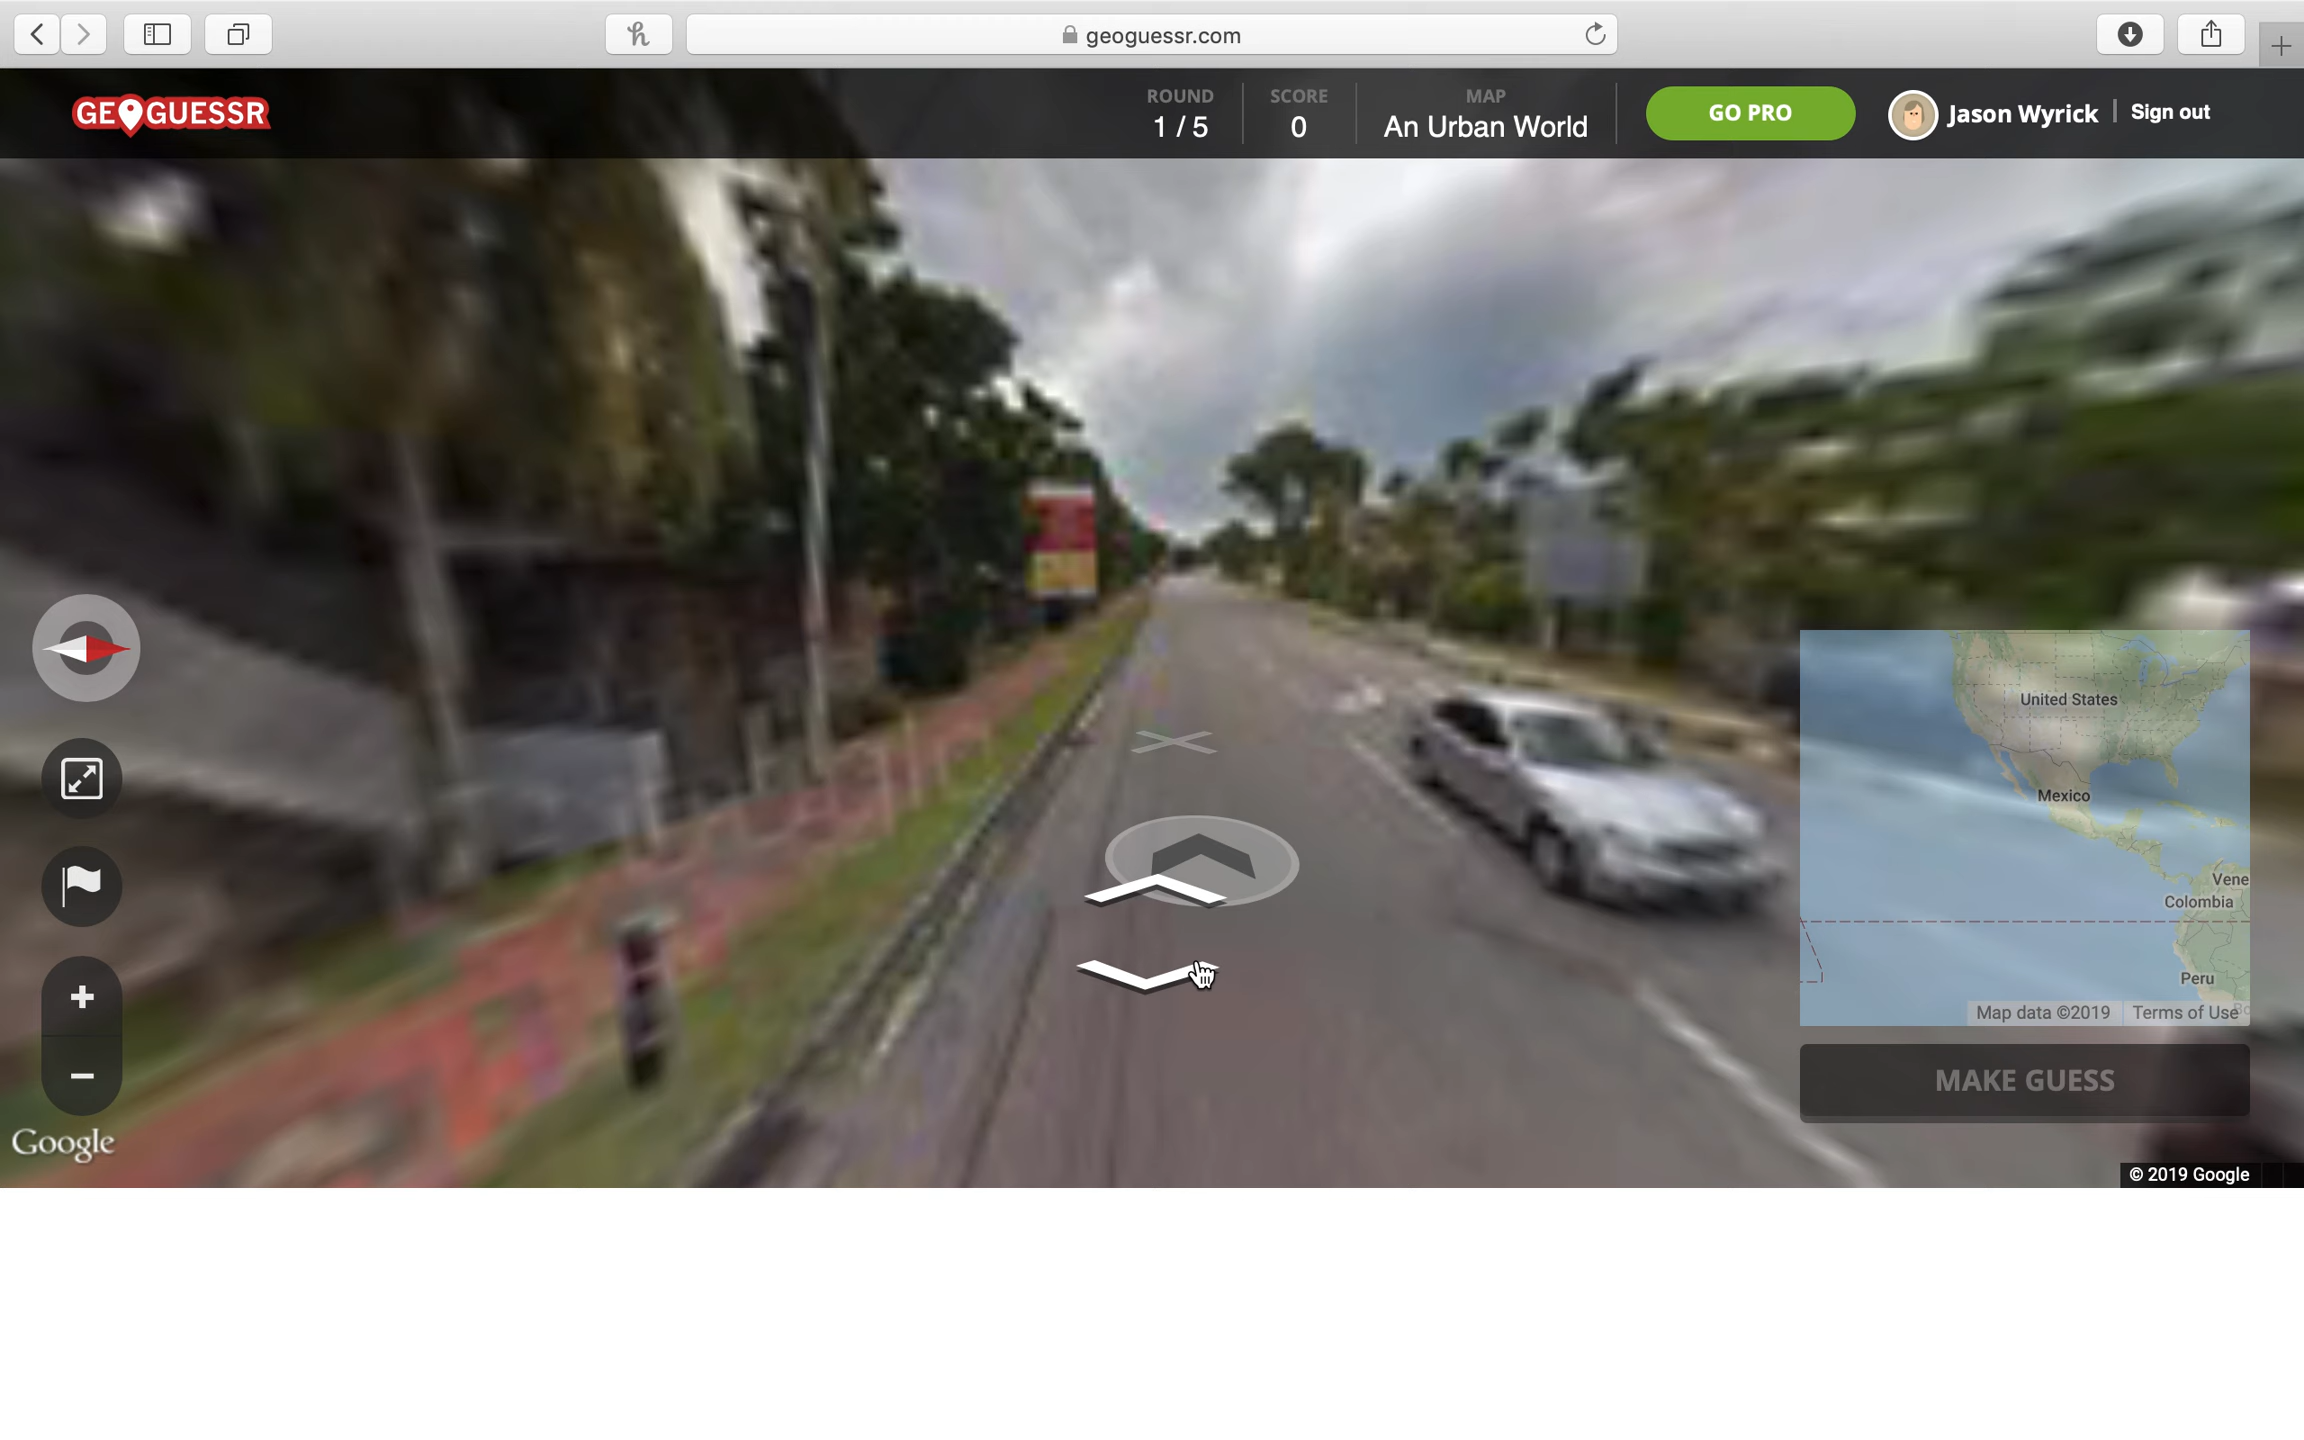 geoguessr.com
GEOGUESSR
ROUND
1 / 5
SCORE
0
MAP
An Urban World
GO PRO
Jason Wyrick
Sign out
United States
Mexico
Vene
Colombia
Peru
Map data ©2019
Terms of Use
MAKE GUESS
Google
© 2019 Google